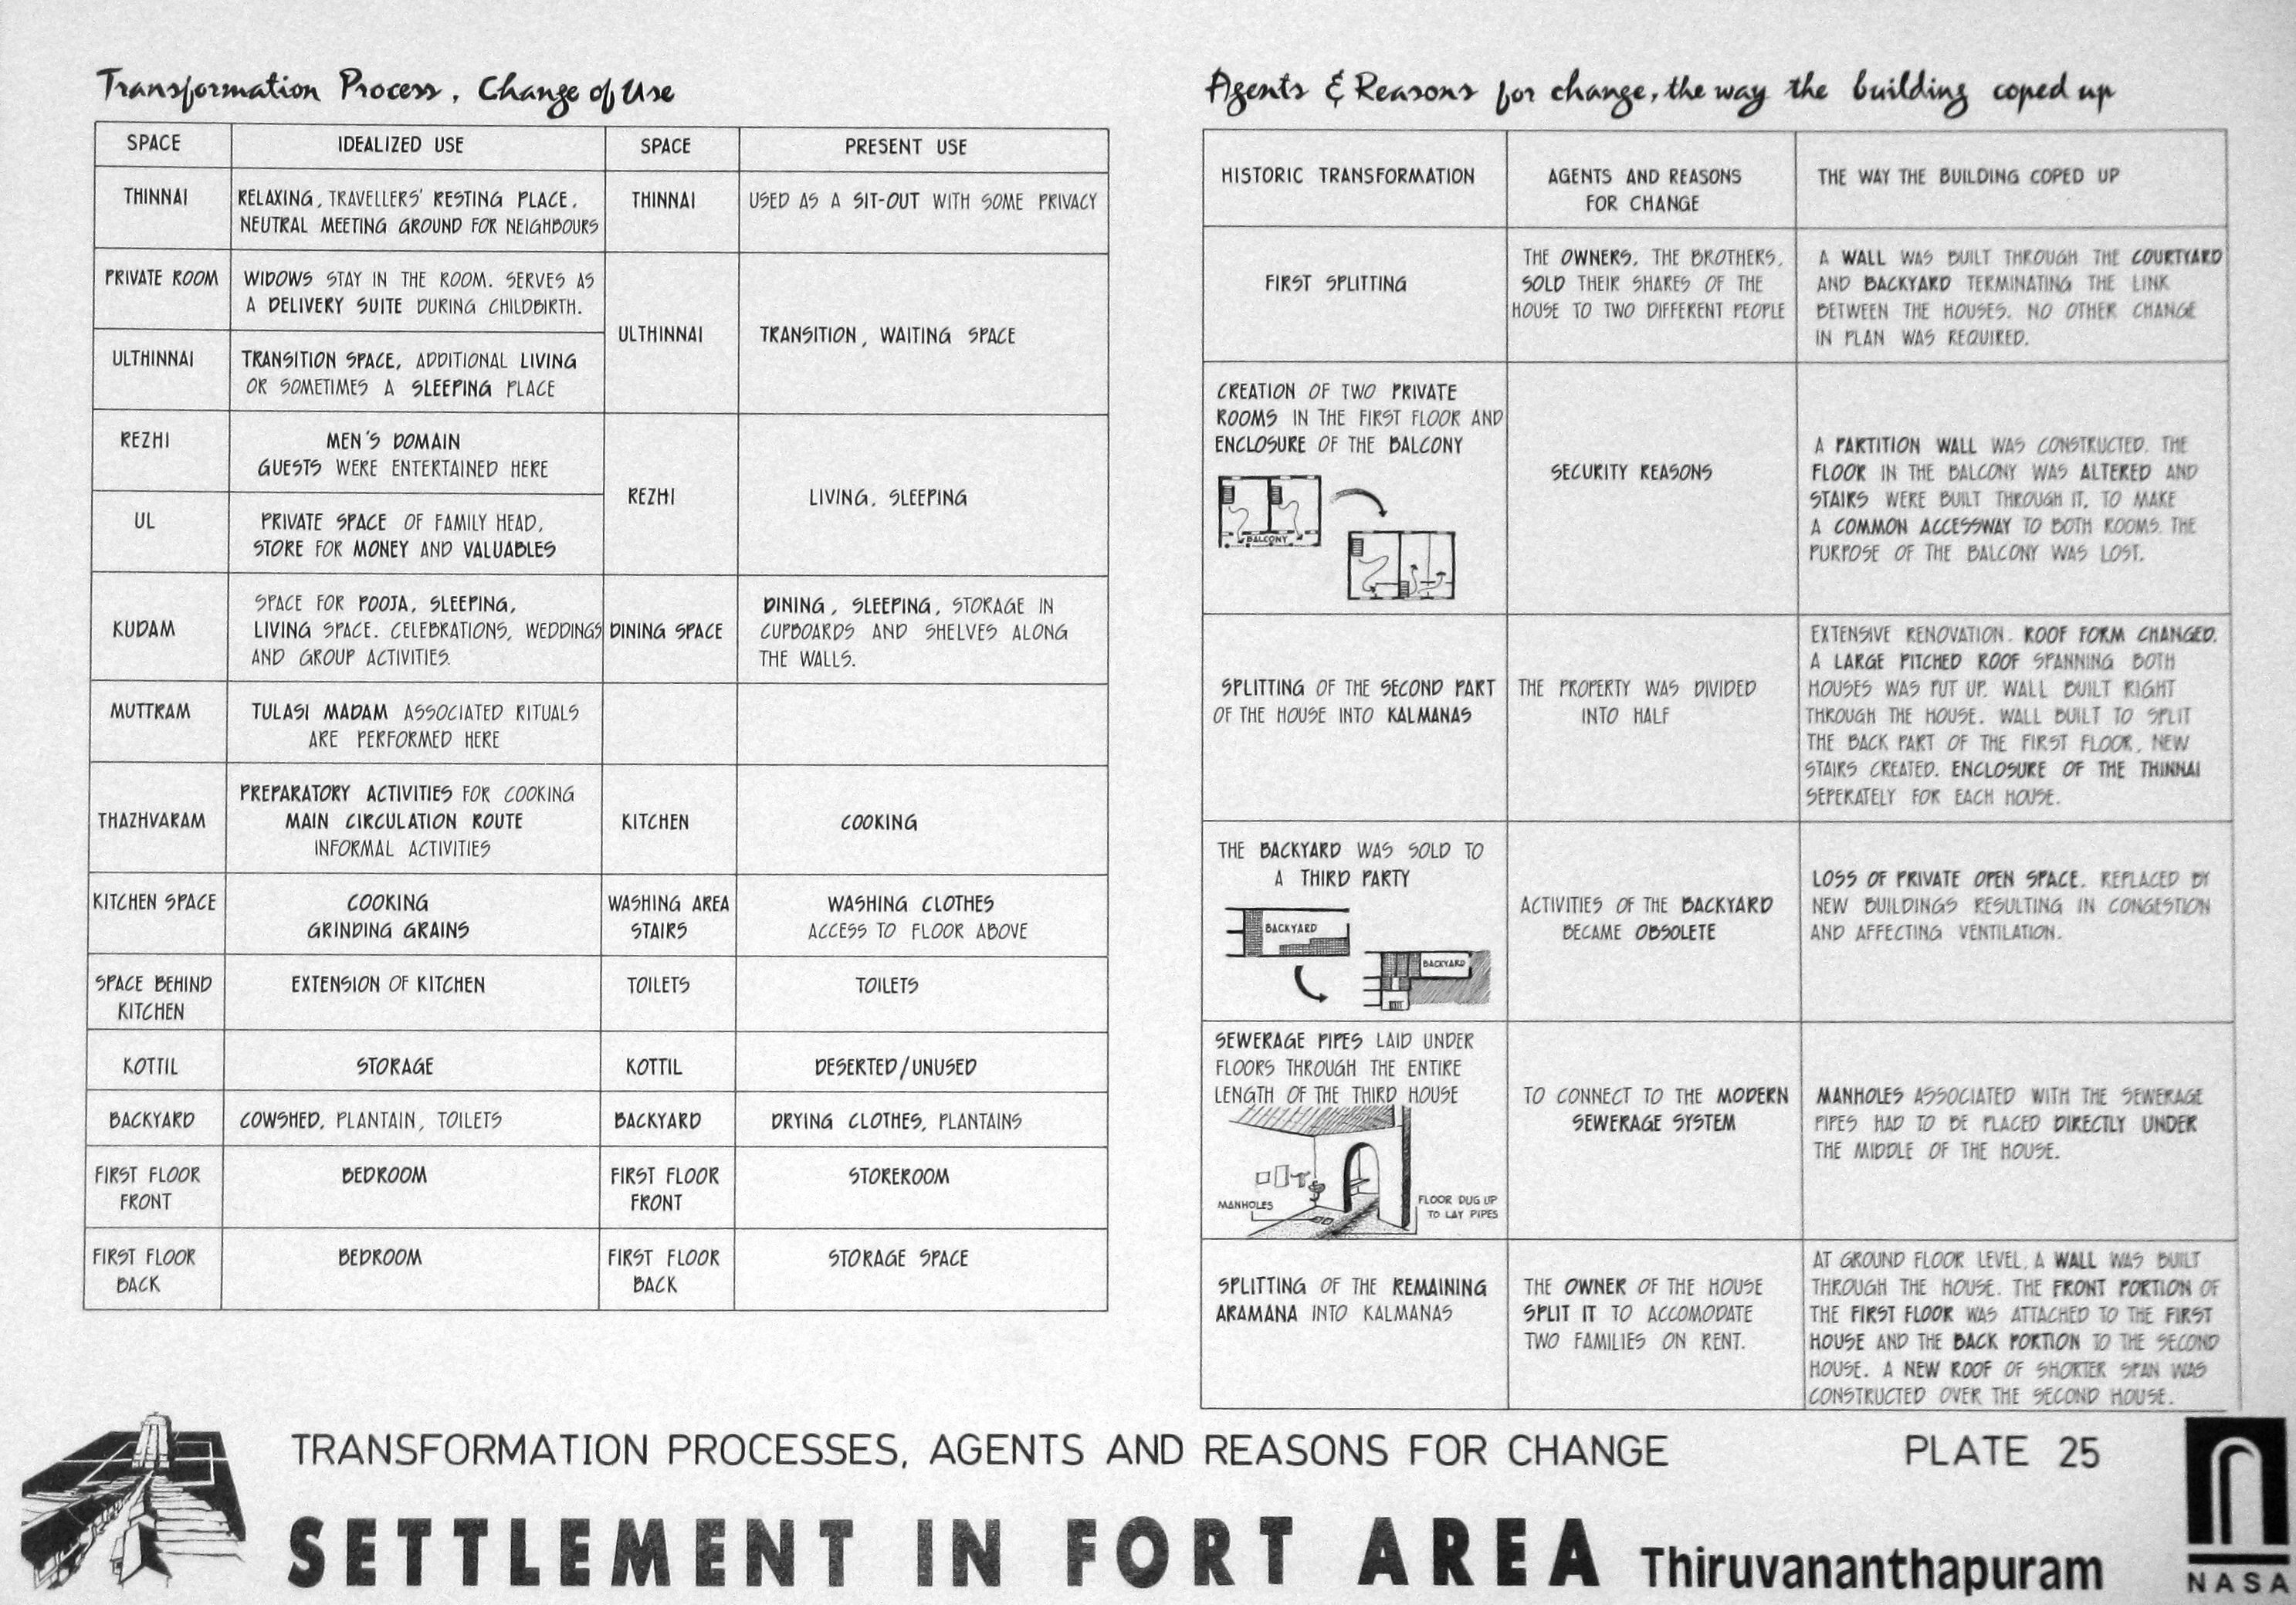 Transformation Process, Change of Use
SPACE
IDEALIZED USE
SPACE
PRESENT USE
THINNAI
RELAXING, TRAVELLERS' RESTING PLACE,
NEUTRAL MEETING GROUND FOR NEIGHBOURS
THINNAI
USED AS A SIT-OUT WITH SOME PRIVACY
PRIVATE ROOM
WIDOWS STAY IN THE ROOM. SERVES AS
A DELIVERY SUITE DURING CHILDBIRTH.
ULTHINNAI
TRANSITION SPACE, ADDITIONAL LIVING
OR SOMETIMES A SLEEPING PLACE
ULTHINNAI
TRANSITION, WAITING SPACE
REZHI
MEN'S DOMAIN
GUESTS WERE ENTERTAINED HERE
UL
PRIVATE SPACE OF FAMILY HEAD,
STORE FOR MONEY AND VALUABLES
REZHI
LIVING, SLEEPING
KUDAM
SPACE FOR POOJA, SLEEPING,
LIVING SPACE. CELEBRATIONS, WEDDINGS
AND GROUP ACTIVITIES.
DINING SPACE
DINING, SLEEPING, STORAGE IN
CUPBOARDS AND SHELVES ALONG
THE WALLS.
MUTTRAM
TULASI MADAM ASSOCIATED RITUALS
ARE PERFORMED HERE
THAZHVARAM
PREPARATORY ACTIVITIES FOR COOKING
MAIN CIRCULATION ROUTE
INFORMAL ACTIVITIES
KITCHEN
COOKING
KITCHEN SPACE
COOKING
GRINDING GRAINS
WASHING AREA
STAIRS
WASHING CLOTHES
ACCESS TO FLOOR ABOVE
SPACE BEHIND
KITCHEN
EXTENSION OF KITCHEN
TOILETS
TOILETS
KOTTIL
STORAGE
KOTTIL
DESERTED/UNUSED
BACKYARD
COWSHED, PLANTAIN, TOILETS
BACKYARD
DRYING CLOTHES, PLANTAINS
FIRST FLOOR
FRONT
BEDROOM
FIRST FLOOR
FRONT
STOREROOM
FIRST FLOOR
BACK
BEDROOM
FIRST FLOOR
BACK
STORAGE SPACE
Agents & Reasons for change, the way the building coped up
HISTORIC TRANSFORMATION
AGENTS AND REASONS
FOR CHANGE
THE WAY THE BUILDING COPED UP
FIRST SPLITTING
THE OWNERS, THE BROTHERS,
SOLD THEIR SHARES OF THE
HOUSE TO TWO DIFFERENT PEOPLE
A WALL WAS BUILT THROUGH THE COURTYARD
AND BACKYARD TERMINATING THE LINK
BETWEEN THE HOUSES. NO OTHER CHANGE
IN PLAN WAS REQUIRED.
CREATION OF TWO PRIVATE
ROOMS IN THE FIRST FLOOR AND
ENCLOSURE OF THE BALCONY
BALCONY
SECURITY REASONS
A PARTITION WALL WAS CONSTRUCTED. THE
FLOOR IN THE BALCONY WAS ALTERED AND
STAIRS WERE BUILT THROUGH IT, TO MAKE
A COMMON ACCESSWAY TO BOTH ROOMS. THE
PURPOSE OF THE BALCONY WAS LOST.
SPLITTING OF THE SECOND PART
OF THE HOUSE INTO KALMANAS
THE PROPERTY WAS DIVIDED
INTO HALF
EXTENSIVE RENOVATION. ROOF FORM CHANGED.
A LARGE PITCHED ROOF SPANNING BOTH
HOUSES WAS PUT UP. WALL BUILT RIGHT
THROUGH THE HOUSE. WALL BUILT TO SPLIT
THE BACK PART OF THE FIRST FLOOR. NEW
STAIRS CREATED. ENCLOSURE OF THE THINNAI
SEPERATELY FOR EACH HOUSE.
THE BACKYARD WAS SOLD TO
A THIRD PARTY
BACKYARD
BACKYARD
ACTIVITIES OF THE BACKYARD
BECAME OBSOLETE
LOSS OF PRIVATE OPEN SPACE. REPLACED BY
NEW BUILDINGS RESULTING IN CONGESTION
AND AFFECTING VENTILATION.
SEWERAGE PIPES LAID UNDER
FLOORS THROUGH THE ENTIRE
LENGTH OF THE THIRD HOUSE
MANHOLES
FLOOR DUG UP
TO LAY PIPES
TO CONNECT TO THE MODERN
SEWERAGE SYSTEM
MANHOLES ASSOCIATED WITH THE SEWERAGE
PIPES HAD TO BE PLACED DIRECTLY UNDER
THE MIDDLE OF THE HOUSE.
SPLITTING OF THE REMAINING
ARAMANA INTO KALMANAS
THE OWNER OF THE HOUSE
SPLIT IT TO ACCOMODATE
TWO FAMILIES ON RENT.
AT GROUND FLOOR LEVEL, A WALL WAS BUILT
THROUGH THE HOUSE. THE FRONT PORTION OF
THE FIRST FLOOR WAS ATTACHED TO THE FIRST
HOUSE AND THE BACK PORTION TO THE SECOND
HOUSE. A NEW ROOF OF SHORTER SPAN WAS
CONSTRUCTED OVER THE SECOND HOUSE.
TRANSFORMATION PROCESSES, AGENTS AND REASONS FOR CHANGE
PLATE 25
SETTLEMENT IN FORT AREA Thiruvananthapuram
NASA